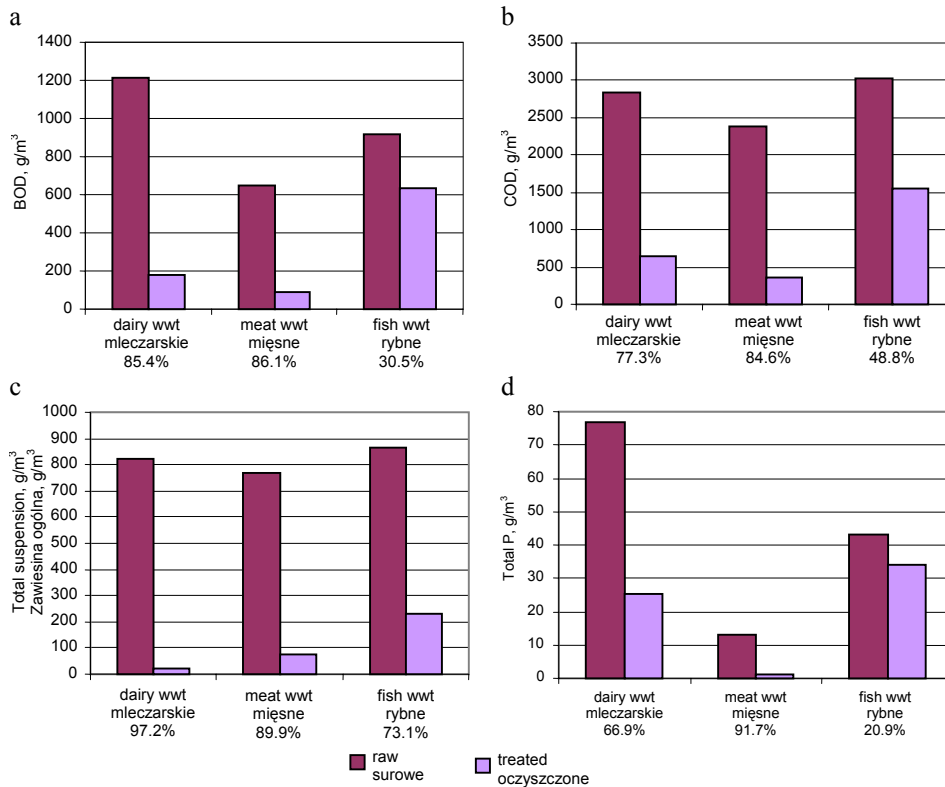 a
1400
1200
1000
800
600
400
200
0
BOD, g/m³
dairy wwt
mleczarskie
85.4%
meat wwt
mięsne
86.1%
fish wwt
rybne
30.5%
b
3500
3000
2500
2000
1500
1000
500
0
COD, g/m³
dairy wwt
mleczarskie
77.3%
meat wwt
mięsne
84.6%
fish wwt
rybne
48.8%
c
1000
900
800
700
600
500
400
300
200
100
0
Total suspension, g/m³
Zawiesina ogólna, g/m³
dairy wwt
mleczarskie
97.2%
meat wwt
mięsne
89.9%
fish wwt
rybne
73.1%
d
80
70
60
50
40
30
20
10
0
Total P, g/m³
dairy wwt
mleczarskie
66.9%
meat wwt
mięsne
91.7%
fish wwt
rybne
20.9%
raw
surowe
treated
oczyszczone